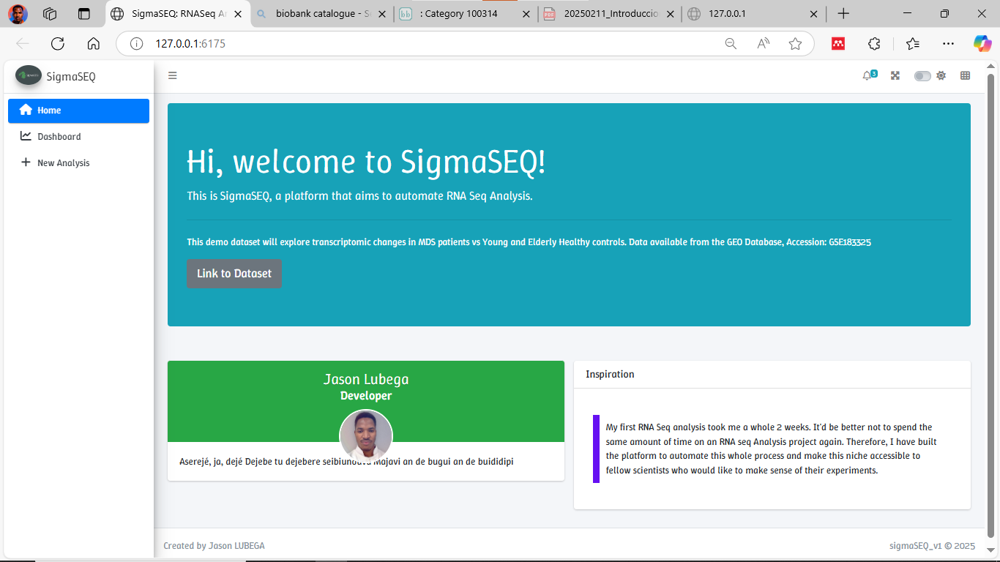 SigmaSEQ: RNASeq Ar
biobank catalogue - Se
: Category 100314
20250211_Introduccio
127.0.0.1
127.0.0.1:6175
SigmaSEQ
3
Home
Dashboard
New Analysis
Hi, welcome to SigmaSEQ!
This is SigmaSEQ, a platform that aims to automate RNA Seq Analysis.
This demo dataset will explore transcriptomic changes in MDS patients vs Young and Elderly Healthy controls. Data available from the GEO Database, Accession: GSE183325
Link to Dataset
Jason Lubega
Developer
Aserejé, ja, dejé Dejebe tu dejebere seibiunouva Majavi an de bugui an de buididipi
Inspiration
My first RNA Seq analysis took me a whole 2 weeks. It'd be better not to spend the
same amount of time on an RNA seq Analysis project again. Therefore, I have built
the platform to automate this whole process and make this niche accessible to
fellow scientists who would like to make sense of their experiments.
Created by Jason LUBEGA
sigmaSEQ_v1 © 2025